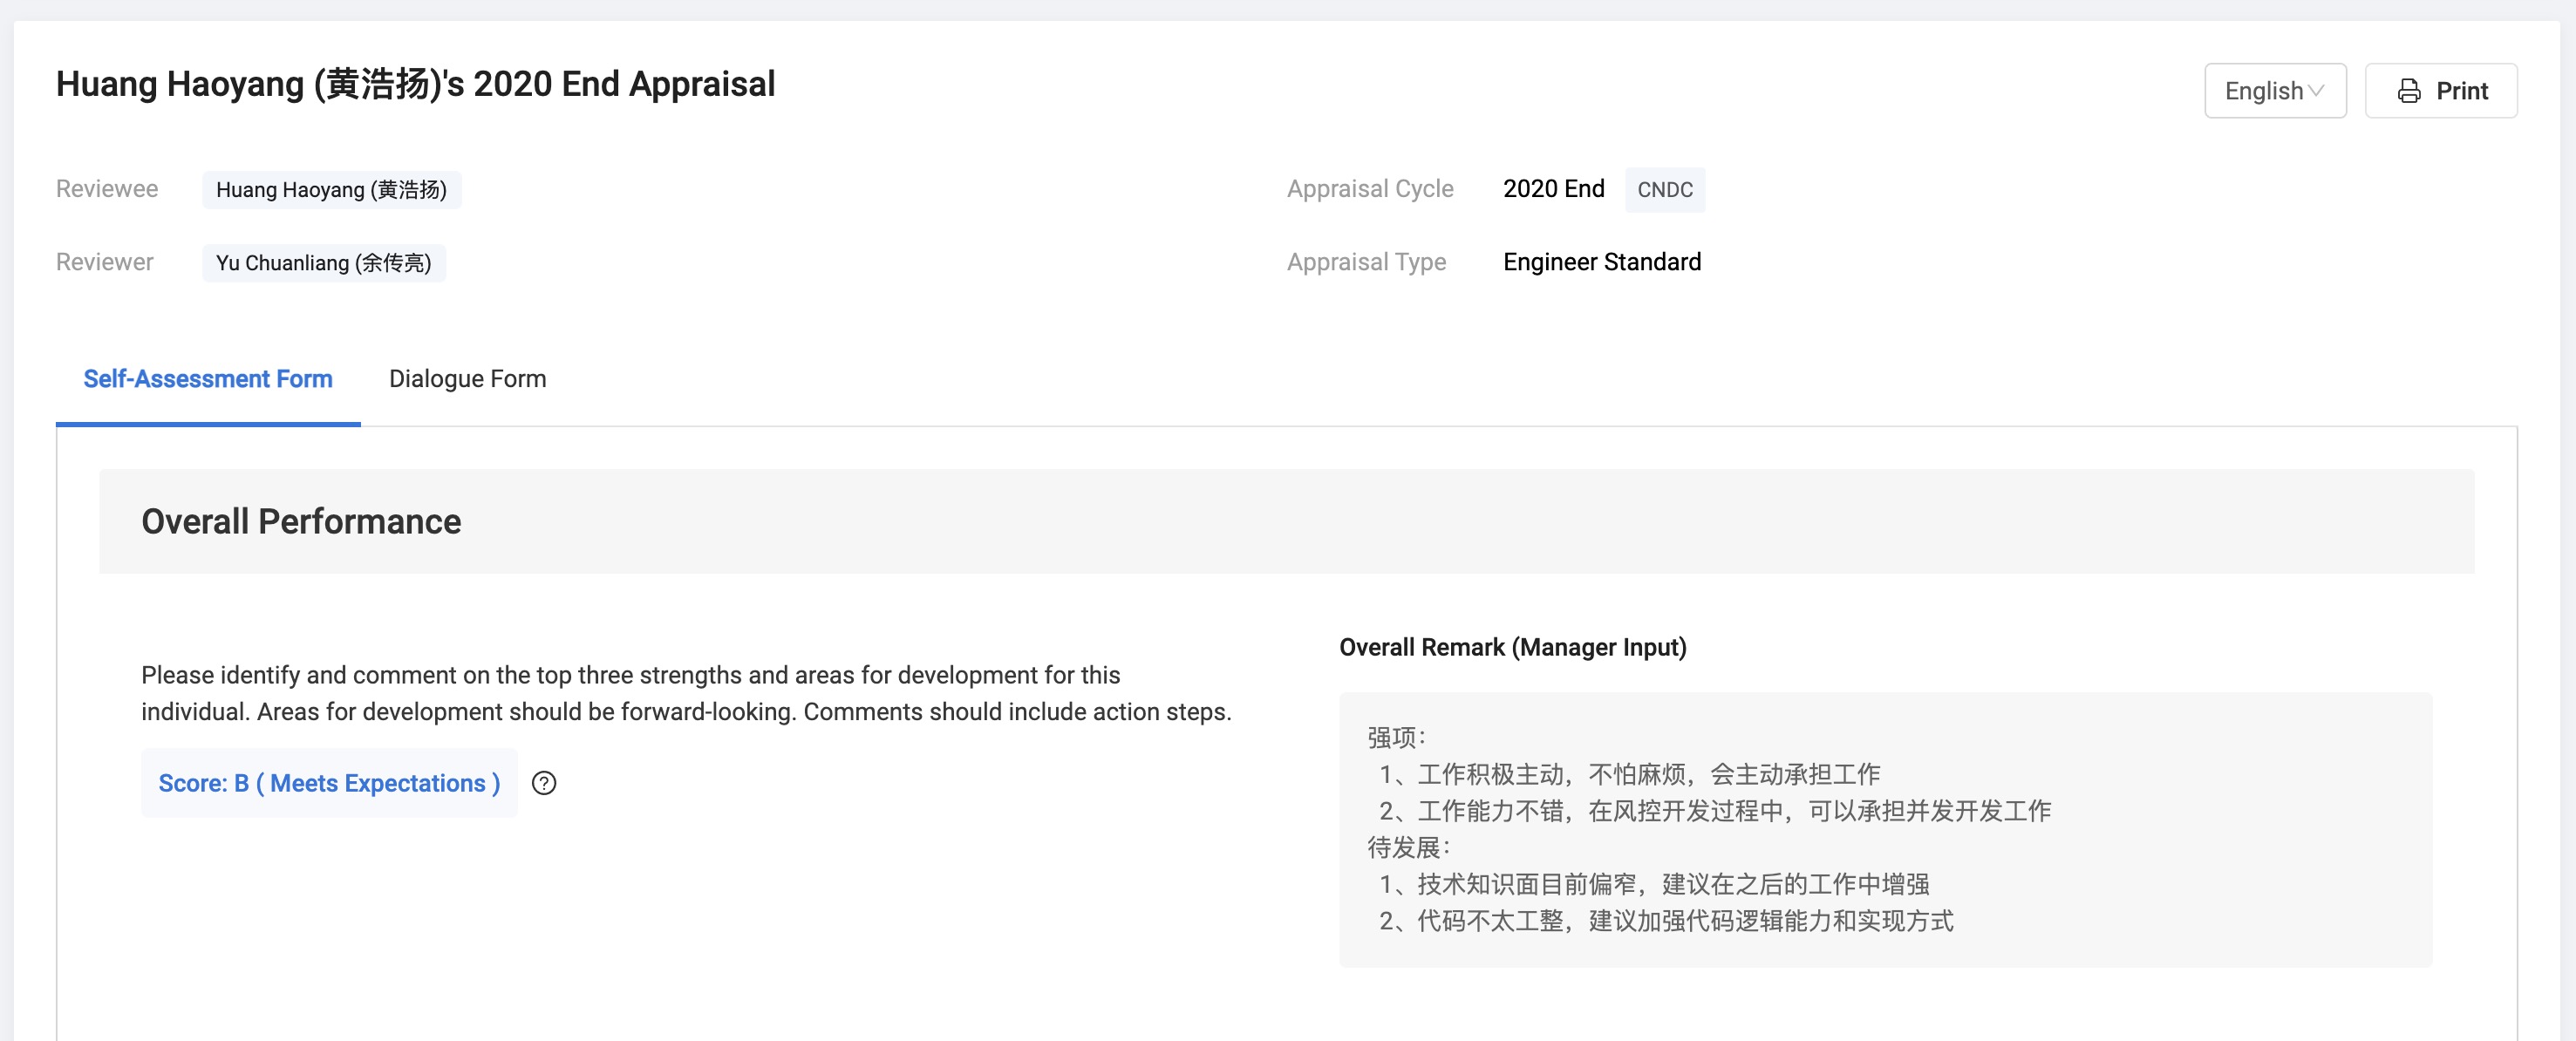 Huang Haoyang (黄浩扬)'s 2020 End Appraisal
English
Print
Reviewee
Huang Haoyang (黄浩扬)
Appraisal Cycle
2020 End
CNDC
Reviewer
Yu Chuanliang (余传亮)
Appraisal Type
Engineer Standard
Self-Assessment Form
Dialogue Form
Overall Performance
Please identify and comment on the top three strengths and areas for development for this
individual. Areas for development should be forward-looking. Comments should include action steps.
Score: B ( Meets Expectations )
Overall Remark (Manager Input)
强项：
1、工作积极主动，不怕麻烦，会主动承担工作
2、工作能力不错，在风控开发过程中，可以承担并发开发工作
待发展：
1、技术知识面目前偏窄，建议在之后的工作中增强
2、代码不太工整，建议加强代码逻辑能力和实现方式